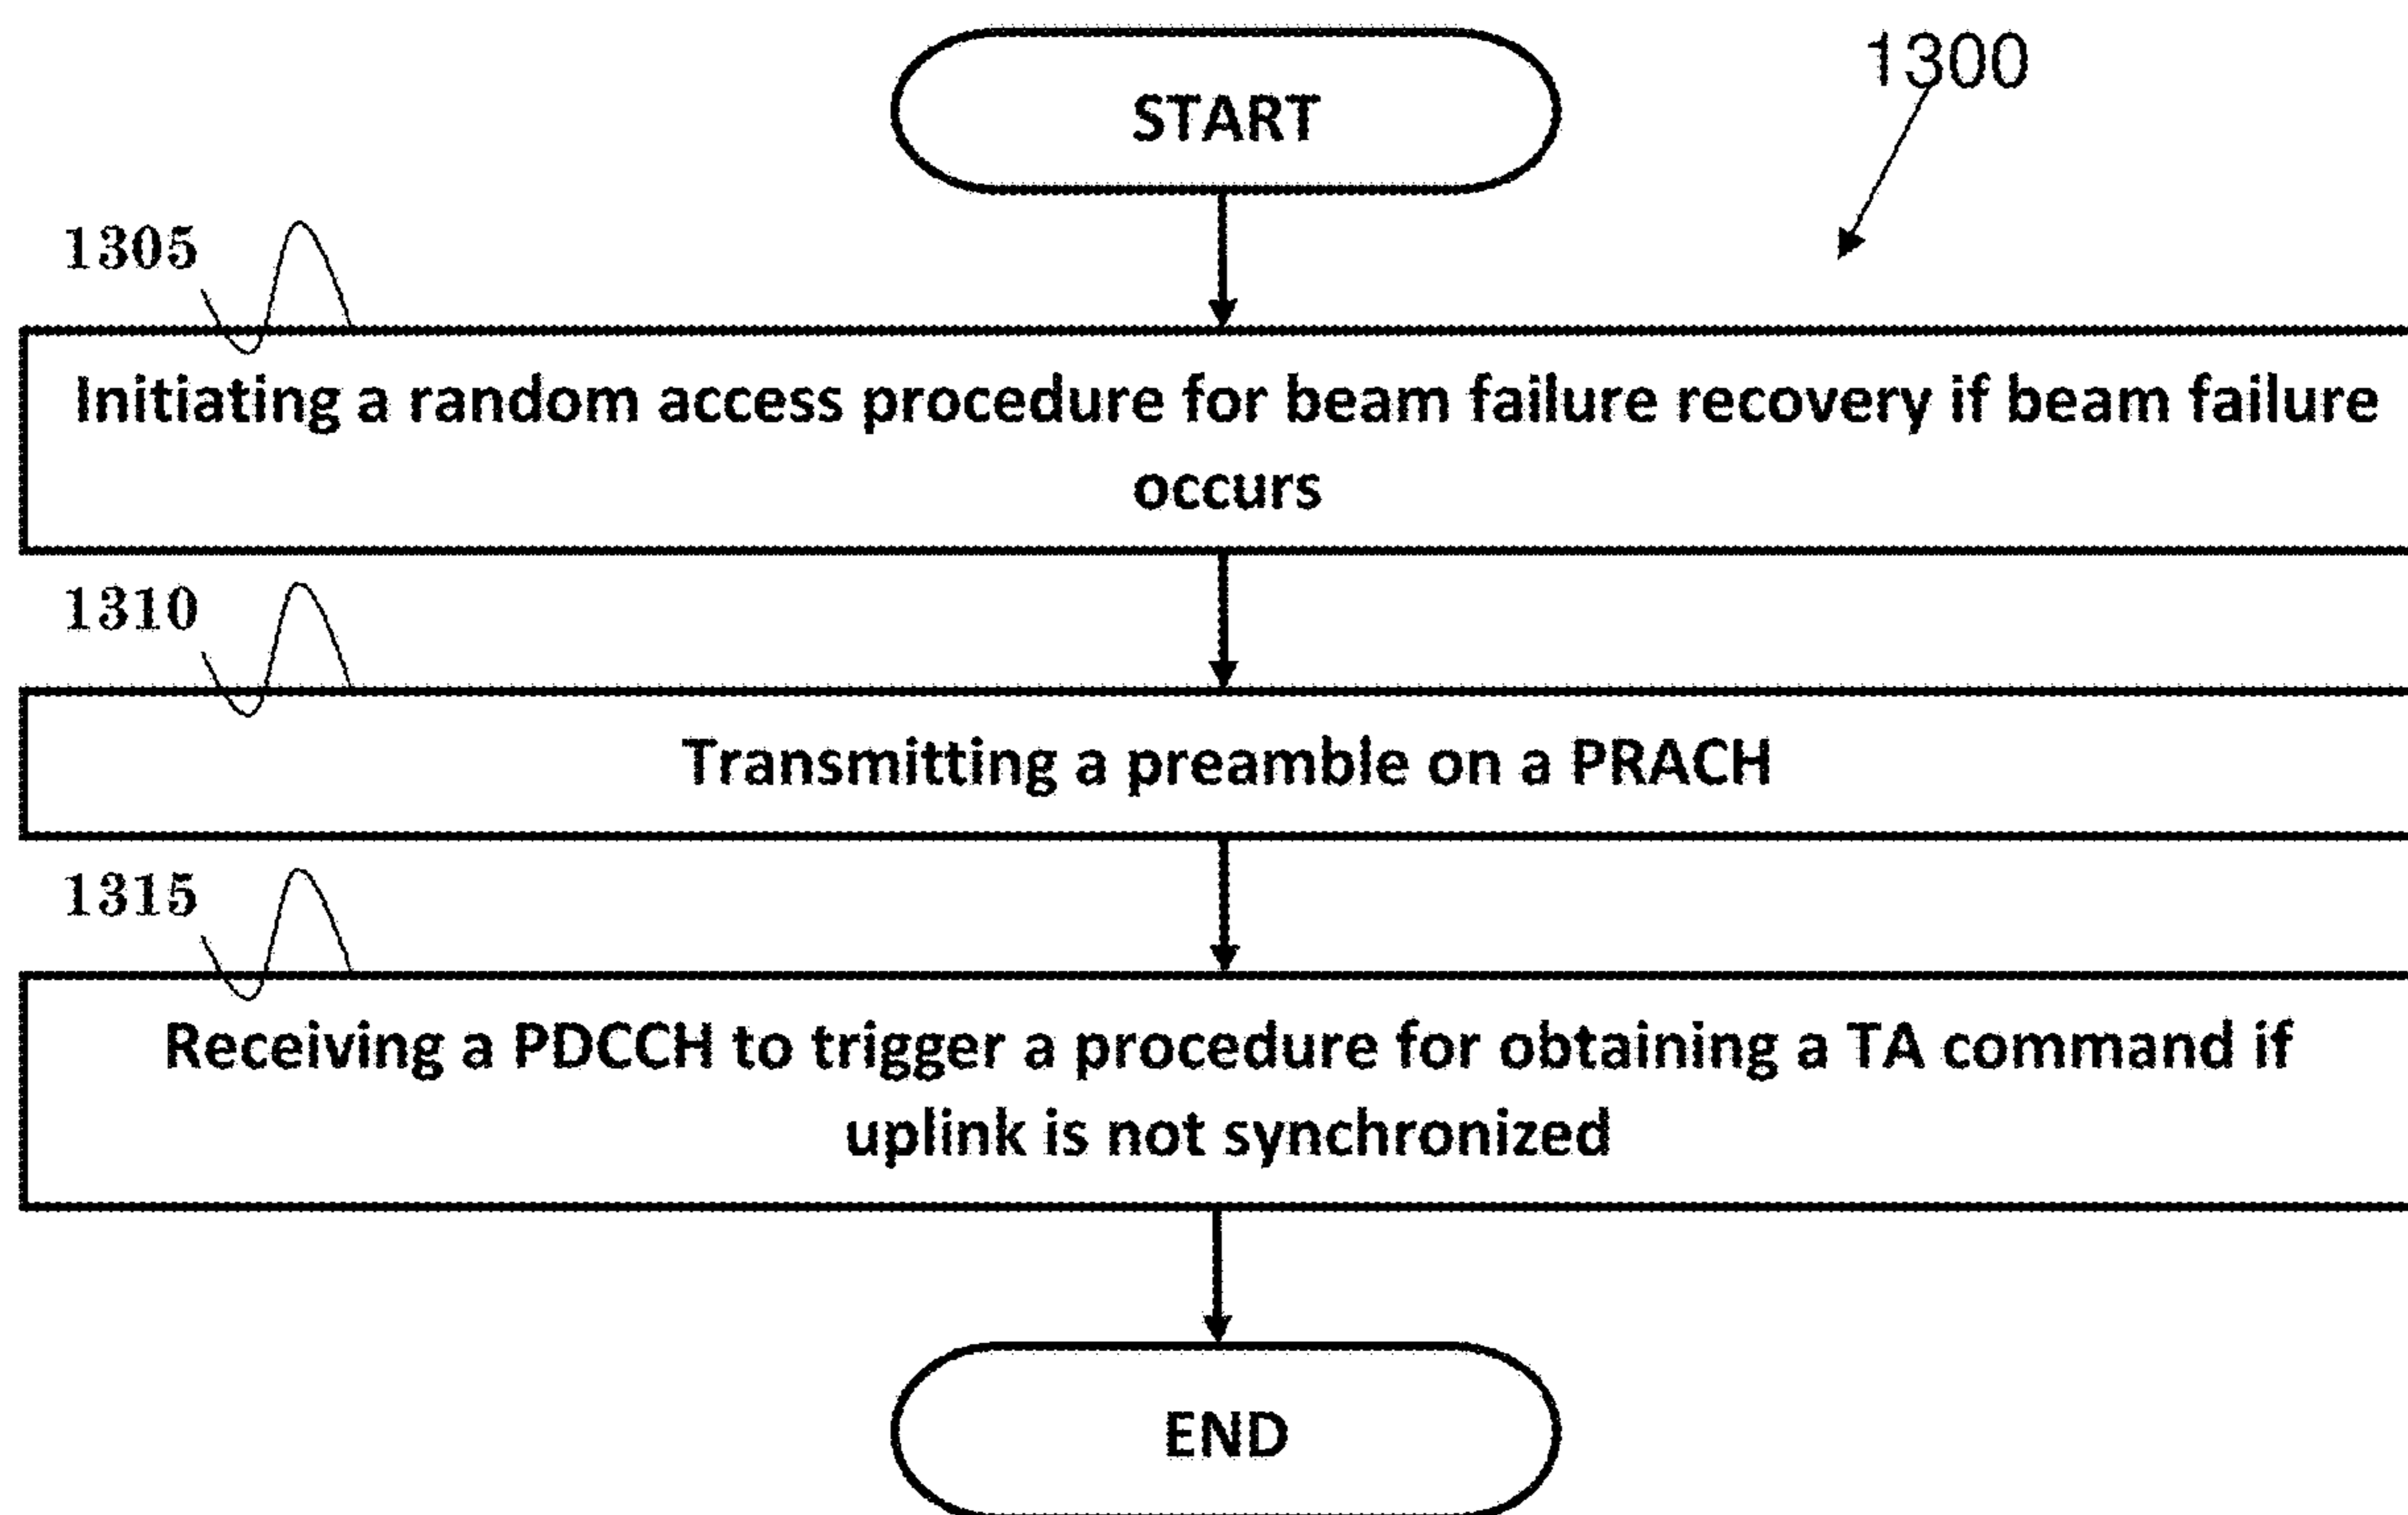 START
1300
1305
Initiating a random access procedure for beam failure recovery if beam failure
occurs
1310
Transmitting a preamble on a PRACH
1315
Receiving a PDCCH to trigger a procedure for obtaining a TA command if
uplink is not synchronized
END